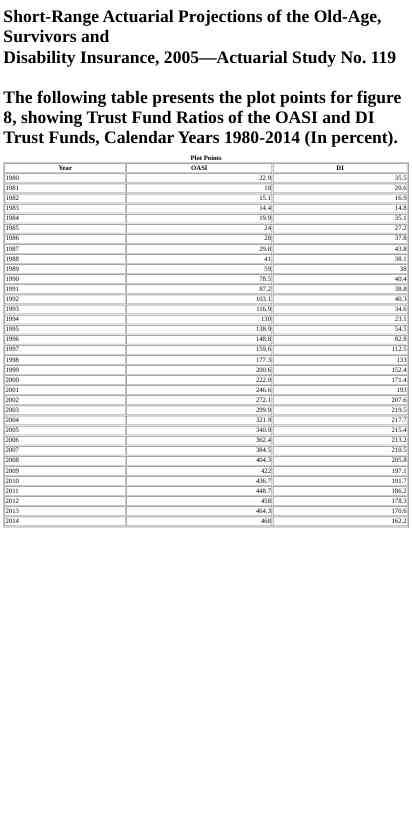 Short-Range Actuarial Projections of the Old-Age,
Survivors and
Disability Insurance, 2005—Actuarial Study No. 119
The following table presents the plot points for figure
8, showing Trust Fund Ratios of the OASI and DI
Trust Funds, Calendar Years 1980-2014 (In percent).
Plot Points
Year OASI DI
1980 22.9 35.5
1981 18 20.6
1982 15.1 16.9
1983 14.4 14.8
1984 19.9 35.1
1985 24 27.2
1986 28 37.8
1987 29.8 43.8
1988 41 38.1
1989 59 38
1990 78.5 40.4
1991 87.2 38.8
1992 103.1 40.3
1993 116.9 34.6
1994 130 23.1
1995 138.9 54.5
1996 148.8 82.8
1997 159.6 112.5
1998 177.3 133
1999 200.6 152.4
2000 222.9 171.4
2001 246.6 193
2002 272.1 207.6
2003 299.9 219.5
2004 321.9 217.7
2005 340.9 215.4
2006 362.4 213.2
2007 384.5 210.5
2008 404.3 205.8
2009 422 197.1
2010 436.7 191.7
2011 448.7 186.2
2012 458 178.3
2013 464.3 170.6
2014 468 162.2